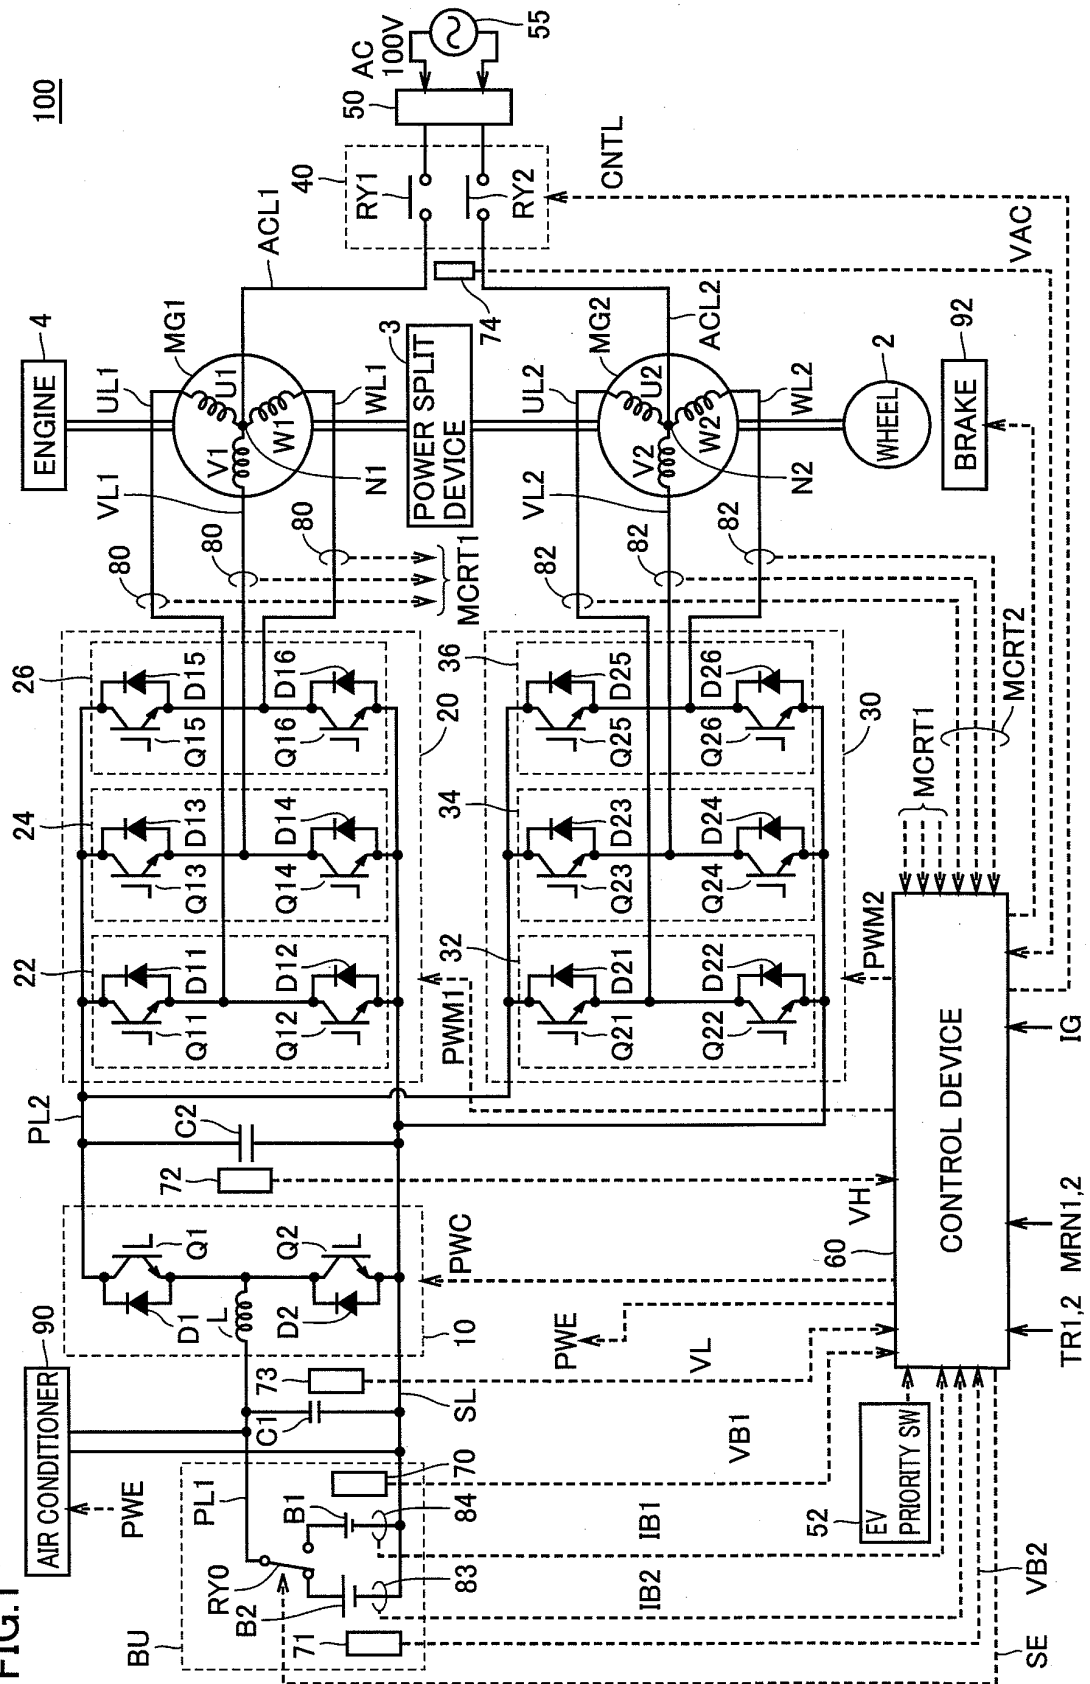 FIG.1
100
ENGINE
4
UL1
MG1
ACL1
U1
V1
W1
VL1
N1
WL1
80
80
80
MCRT1
3
POWER SPLIT
DEVICE
40
RY1
RY2
50
AC
100V
55
CNTL
74
VAC
UL2
MG2
ACL2
U2
V2
W2
VL2
N2
WL2
82
82
82
2
WHEEL
92
BRAKE
26
D15
Q15
D16
Q16
24
D13
Q13
D14
Q14
22
D11
Q11
D12
Q12
20
PWM1
36
D25
Q25
D26
Q26
34
D23
Q23
D24
Q24
32
D21
Q21
D22
Q22
30
PWM2
MCRT1
MCRT2
PL2
C2
72
VH
Q1
D1
L
Q2
D2
10
PWC
60
CONTROL DEVICE
IG
MRN1,2
TR1,2
90
AIR CONDITIONER
PWE
PWE
73
C1
SL
VL
PL1
RY0
B1
B2
70
84
83
71
BU
VB1
IB1
IB2
52
EV
PRIORITY SW
VB2
SE